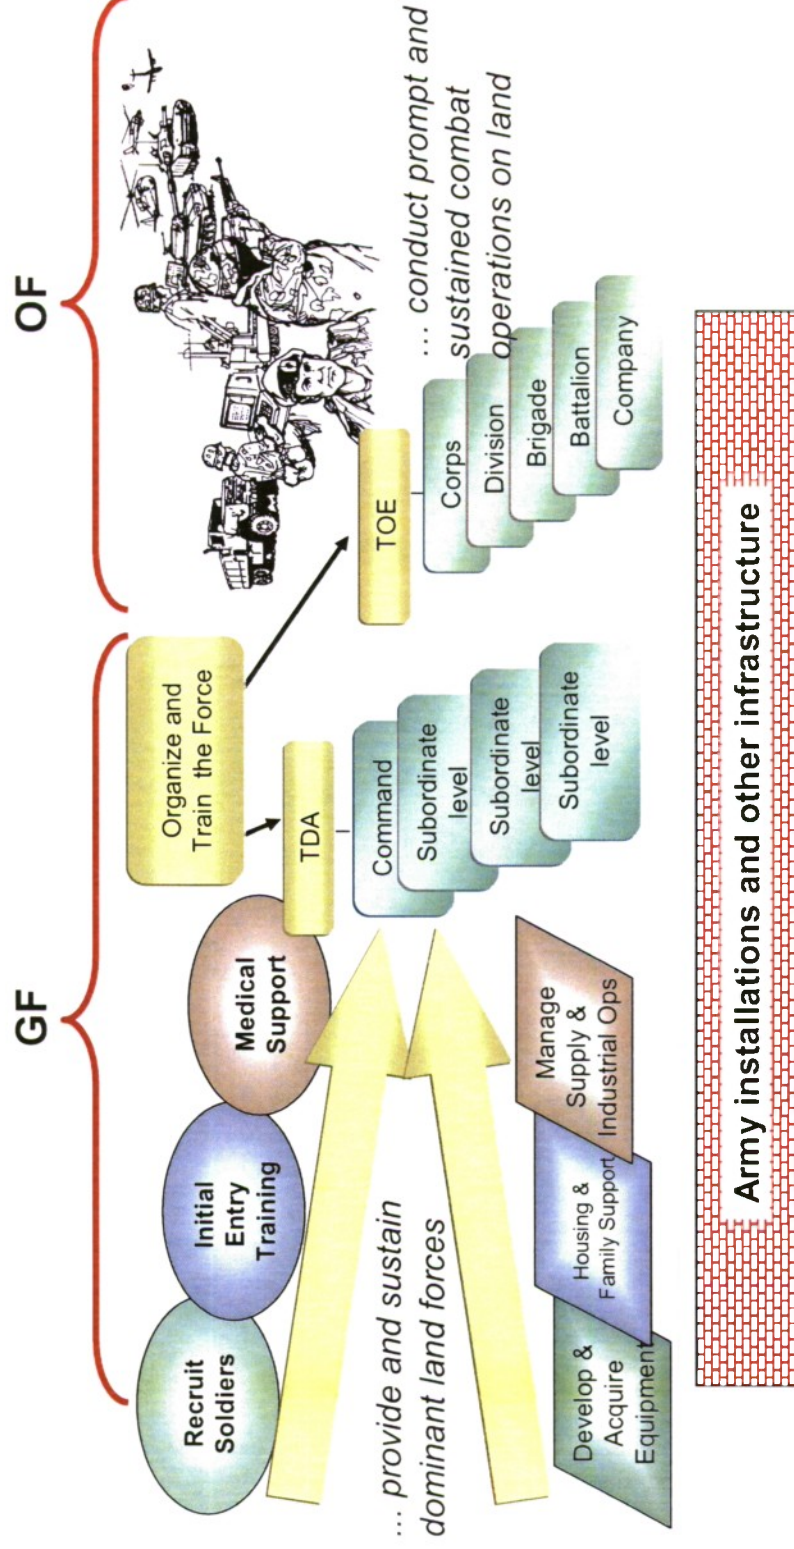 GF
OF
Recruit
Soldiers
Initial
Entry
Training
Medical
Support
Organize and
Train the Force
TDA
TOE
Command
Subordinate
level
Subordinate
level
Subordinate
level
Corps
Division
Brigade
Battalion
Company
... provide and sustain
dominant land forces
... conduct prompt and
sustained combat
operations on land
Develop &
Acquire
Equipment
Housing &
Family Support
Manage
Supply &
Industrial Ops
Army installations and other infrastructure